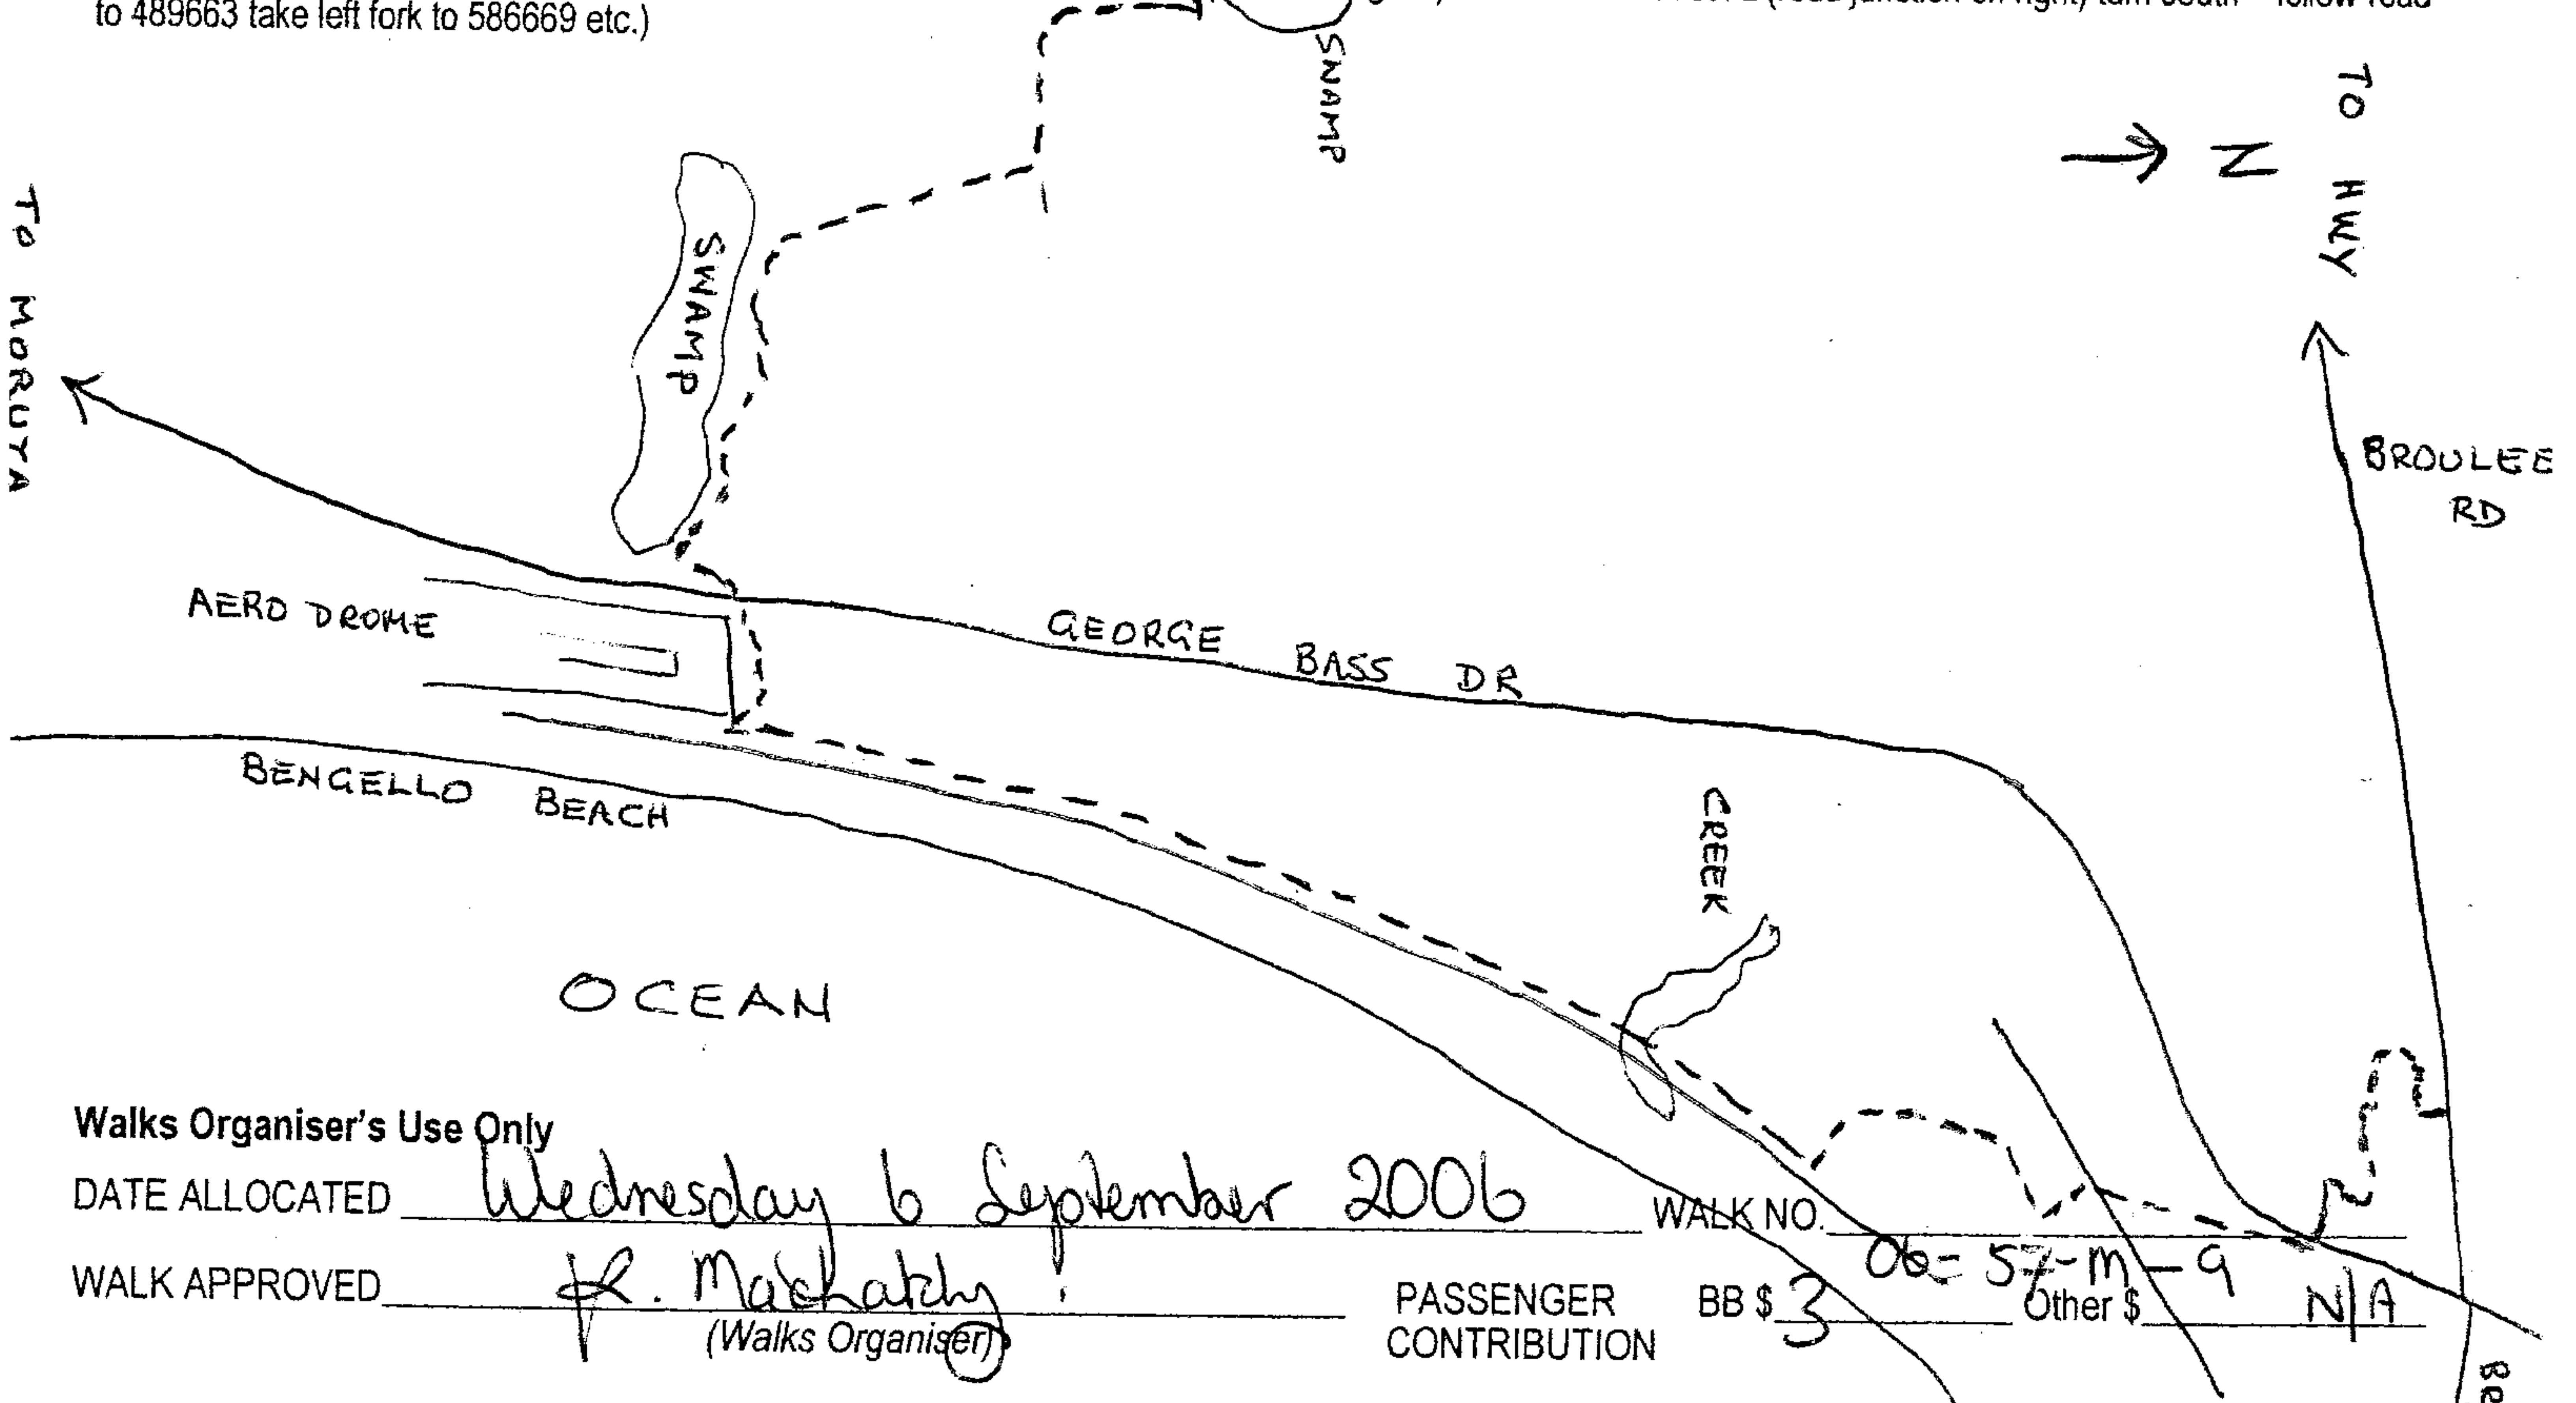 to 489663 take left fork to 586669 etc.)
SWAMP
TO HWY
N
TO MORUYA
SWAMP
BROULEE
RD
AERO DROME
GEORGE BASS DR
BENGELLO BEACH
CREEK
OCEAN
Walks Organiser's Use Only
DATE ALLOCATED Wednesday 6 September 2006 WALK NO. 06-57-M-9
WALK APPROVED
(Walks Organiser)
PASSENGER
CONTRIBUTION
BB $ 3 Other $ N/A